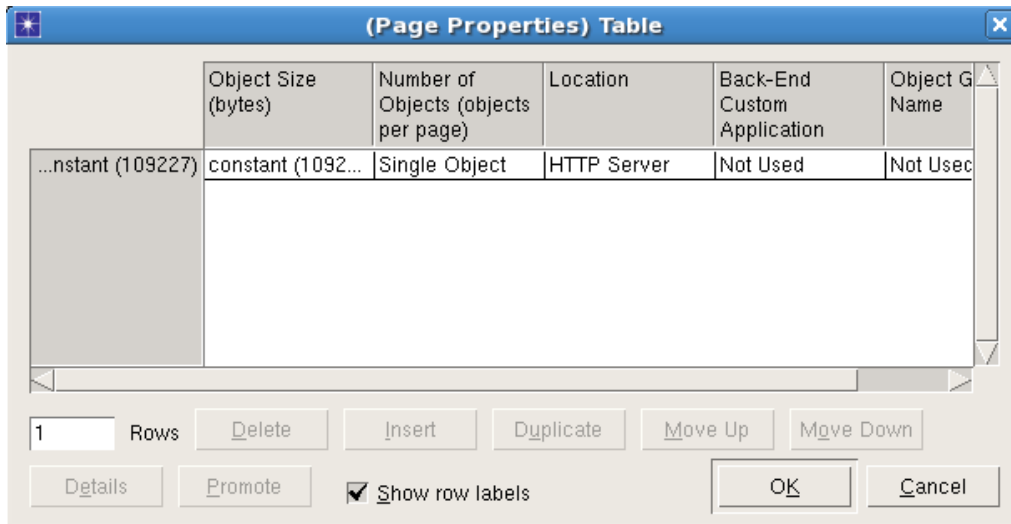 (Page Properties) Table
Object Size (bytes)
Number of Objects (objects per page)
Location
Back-End Custom Application
Object G
Name
...nstant (109227)
constant (1092...
Single Object
HTTP Server
Not Used
Not Usec
1
Rows
Delete
Insert
Duplicate
Move Up
Move Down
Details
Promote
Show row labels
OK
Cancel